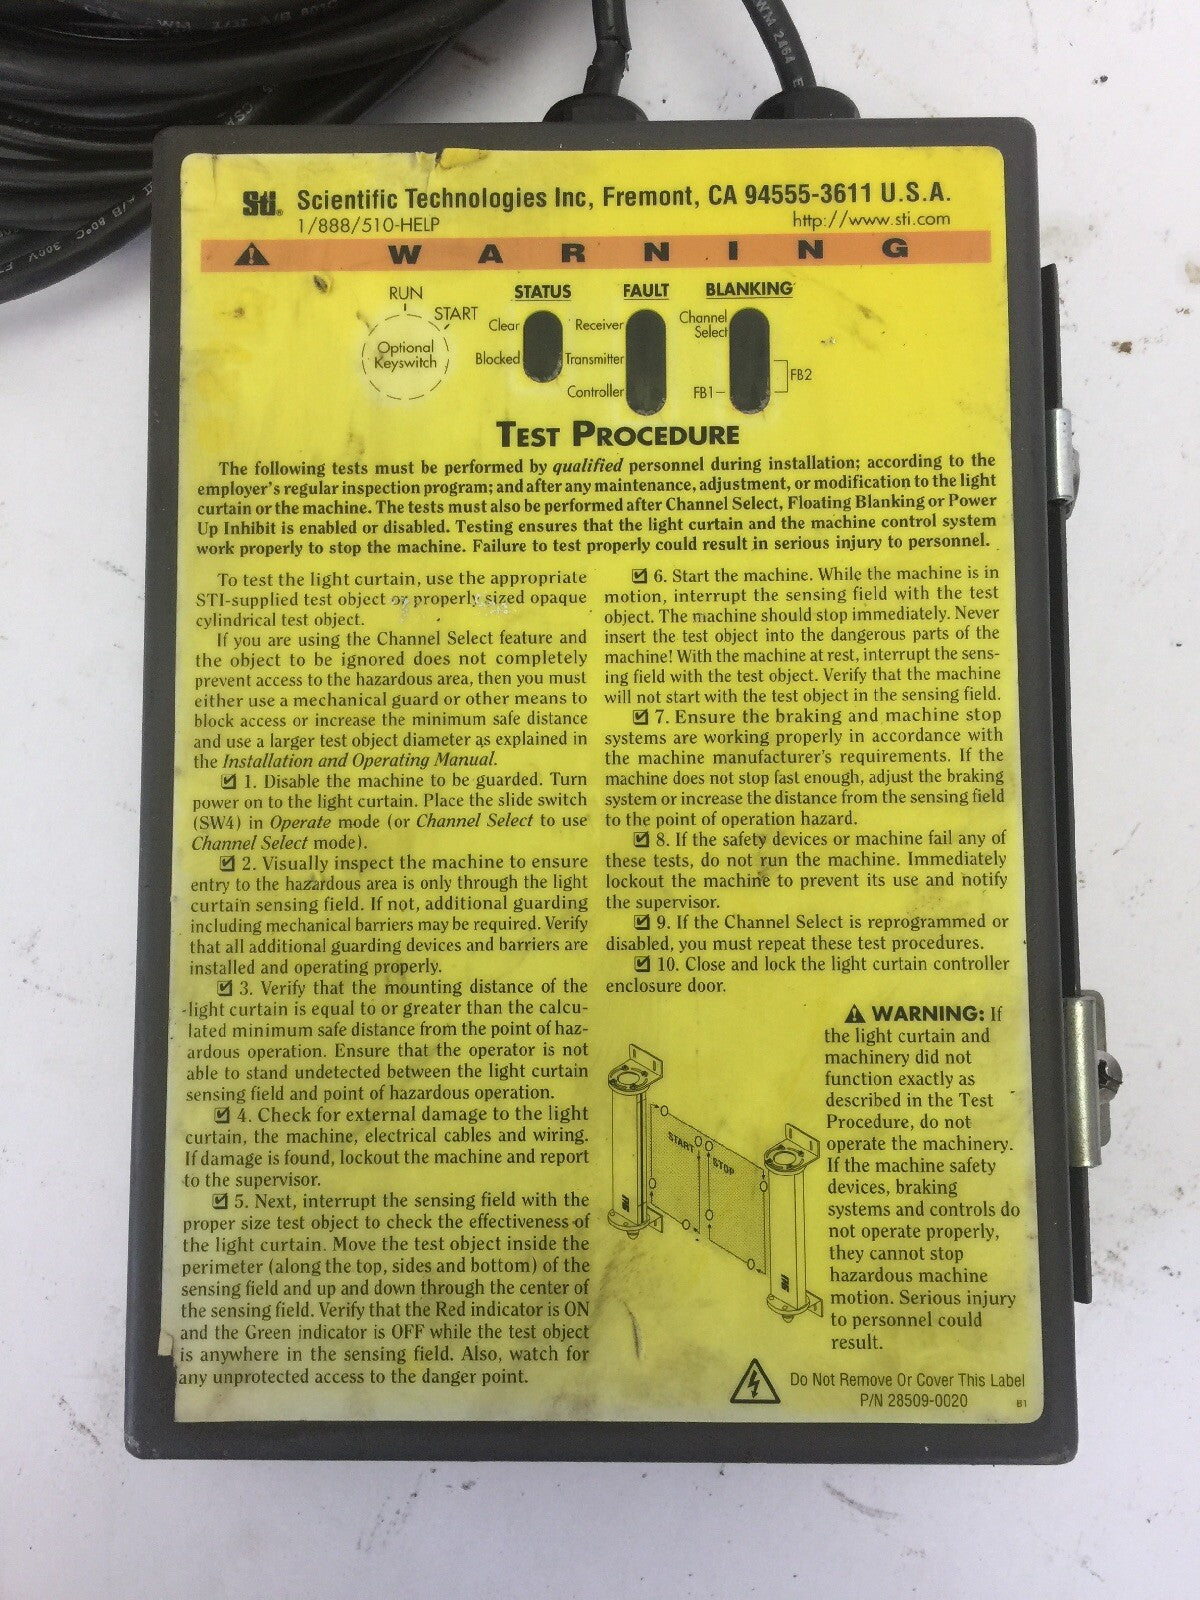 WM 2464 E
A/B 80°C 300V
Sti® Scientific Technologies Inc, Fremont, CA 94555-3611 U.S.A.
1/888/510-HELP http://www.sti.com
WARNING
RUN
START
Optional
Keyswitch
STATUS
Clear
Blocked
FAULT
Receiver
Transmitter
Controller
BLANKING
Channel
Select
FB1
FB2
TEST PROCEDURE
The following tests must be performed by qualified personnel during installation; according to the
employer's regular inspection program; and after any maintenance, adjustment, or modification to the light
curtain or the machine. The tests must also be performed after Channel Select, Floating Blanking or Power
Up Inhibit is enabled or disabled. Testing ensures that the light curtain and the machine control system
work properly to stop the machine. Failure to test properly could result in serious injury to personnel.
To test the light curtain, use the appropriate
STI-supplied test object or properly sized opaque
cylindrical test object.
If you are using the Channel Select feature and
the object to be ignored does not completely
prevent access to the hazardous area, then you must
either use a mechanical guard or other means to
block access or increase the minimum safe distance
and use a larger test object diameter as explained in
the Installation and Operating Manual.
☑ 1. Disable the machine to be guarded. Turn
power on to the light curtain. Place the slide switch
(SW4) in Operate mode (or Channel Select to use
Channel Select mode).
☑ 2. Visually inspect the machine to ensure
entry to the hazardous area is only through the light
curtain sensing field. If not, additional guarding
including mechanical barriers may be required. Verify
that all additional guarding devices and barriers are
installed and operating properly.
☑ 3. Verify that the mounting distance of the
light curtain is equal to or greater than the calcu-
lated minimum safe distance from the point of haz-
ardous operation. Ensure that the operator is not
able to stand undetected between the light curtain
sensing field and point of hazardous operation.
☑ 4. Check for external damage to the light
curtain, the machine, electrical cables and wiring.
If damage is found, lockout the machine and report
to the supervisor.
☑ 5. Next, interrupt the sensing field with the
proper size test object to check the effectiveness of
the light curtain. Move the test object inside the
perimeter (along the top, sides and bottom) of the
sensing field and up and down through the center of
the sensing field. Verify that the Red indicator is ON
and the Green indicator is OFF while the test object
is anywhere in the sensing field. Also, watch for
any unprotected access to the danger point.
☑ 6. Start the machine. While the machine is in
motion, interrupt the sensing field with the test
object. The machine should stop immediately. Never
insert the test object into the dangerous parts of the
machine! With the machine at rest, interrupt the sens-
ing field with the test object. Verify that the machine
will not start with the test object in the sensing field.
☑ 7. Ensure the braking and machine stop
systems are working properly in accordance with
the machine manufacturer's requirements. If the
machine does not stop fast enough, adjust the braking
system or increase the distance from the sensing field
to the point of operation hazard.
☑ 8. If the safety devices or machine fail any of
these tests, do not run the machine. Immediately
lockout the machine to prevent its use and notify
the supervisor.
☑ 9. If the Channel Select is reprogrammed or
disabled, you must repeat these test procedures.
☑ 10. Close and lock the light curtain controller
enclosure door.
WARNING: If
the light curtain and
machinery did not
function exactly as
described in the Test
Procedure, do not
operate the machinery.
If the machine safety
devices, braking
systems and controls do
not operate properly,
they cannot stop
hazardous machine
motion. Serious injury
to personnel could
result.
START
STOP
Do Not Remove Or Cover This Label
P/N 28509-0020
B1